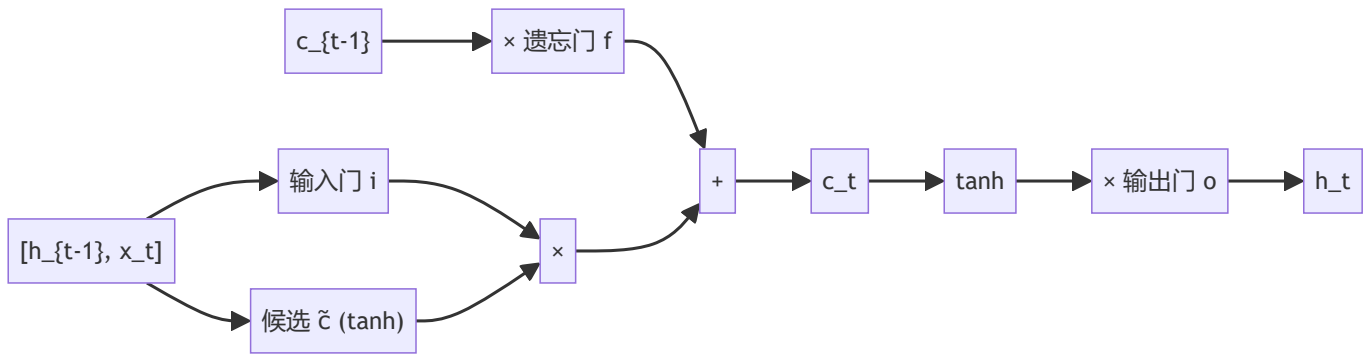 c_{t-1}
× 遗忘门 f
输入门 i
[h_{t-1}, x_t]
候选 c̃ (tanh)
×
+
c_t
tanh
× 输出门 o
h_t